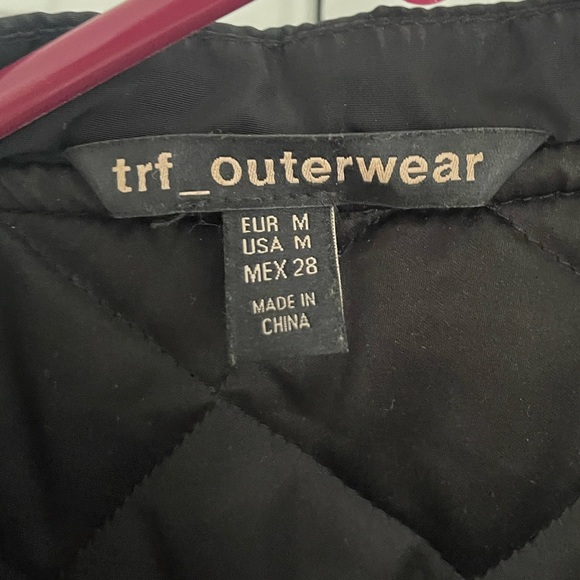 trf_outerwear
EUR M
USA M
MEX 28
MADE IN
CHINA